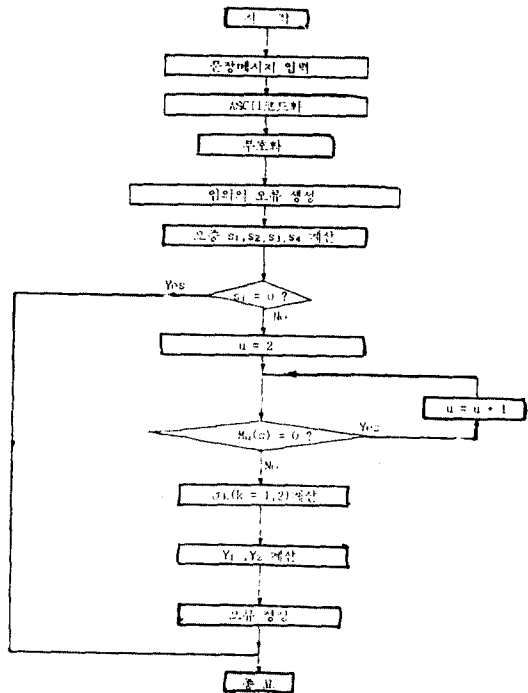 시 작
문장메시지 입력
ASCII코드화
부호화
임의의 오류 생성
오증 S₁,S₂,S₃,S₄ 계산
Yes
s₁ = 0 ?
No
u = 2
u = u + 1
Mu(s) = 0 ?
Yes
No
σk(k = 1,2)계산
Y₁,Y₂ 계산
오류 정정
종 료